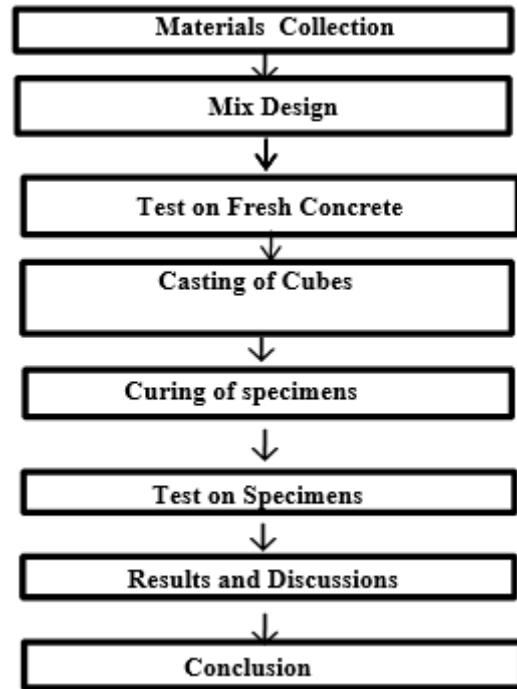 Materials Collection
Mix Design
Test on Fresh Concrete
Casting of Cubes
Curing of specimens
Test on Specimens
Results and Discussions
Conclusion